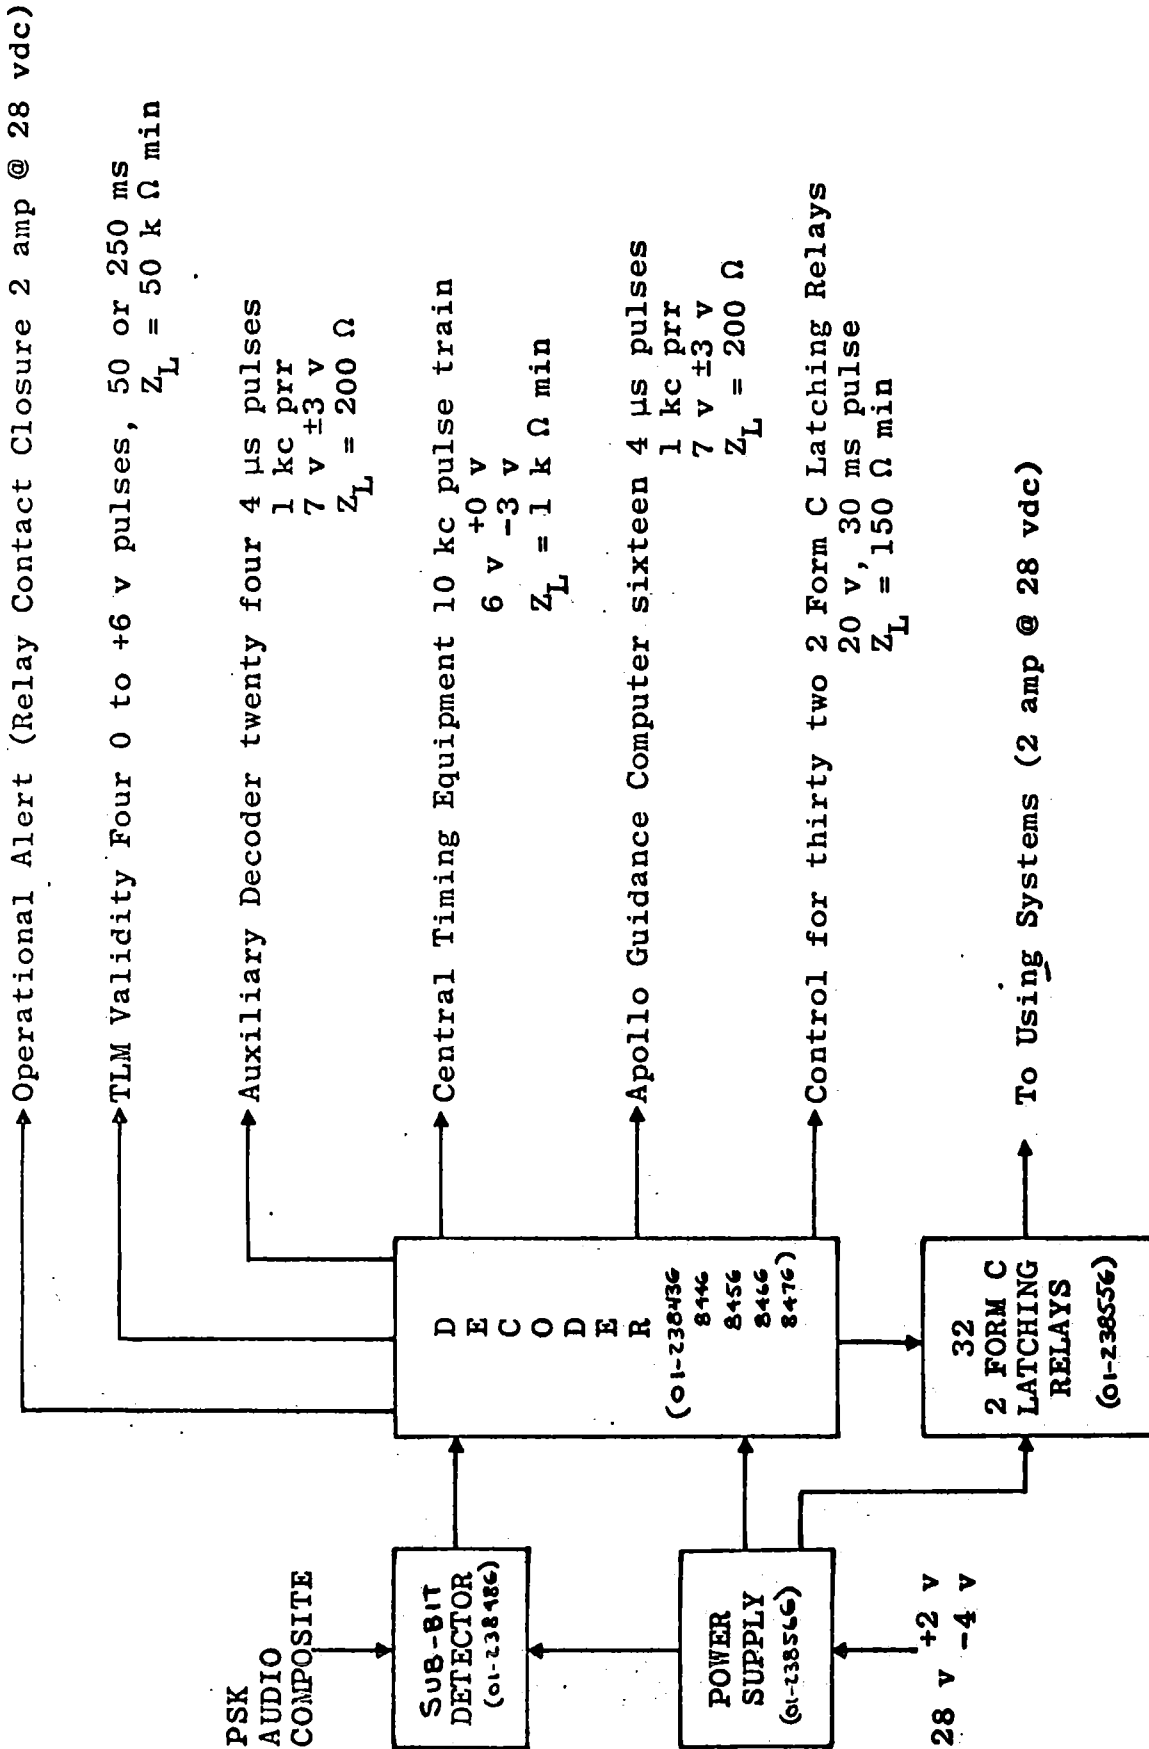 Operational Alert (Relay Contact Closure 2 amp @ 28 vdc)
TLM Validity Four 0 to +6 v pulses, 50 or 250 ms
Z_L = 50 k Ω min
Auxiliary Decoder twenty four 4 µs pulses
1 kc prr
7 v ±3 v
Z_L = 200 Ω
Central Timing Equipment 10 kc pulse train
6 v +0 v
-3 v
Z_L = 1 k Ω min
Apollo Guidance Computer sixteen 4 µs pulses
1 kc prr
7 v ±3 v
Z_L = 200 Ω
Control for thirty two 2 Form C Latching Relays
20 v, 30 ms pulse
Z_L = 150 Ω min
To Using Systems (2 amp @ 28 vdc)
DECODER
(01-238436
8446
8456
8466
8476)
32
2 FORM C
LATCHING
RELAYS
(01-238556)
PSK
AUDIO
COMPOSITE
SUB-BIT
DETECTOR
(01-238486)
POWER
SUPPLY
(01-238566)
28 v +2 v
-4 v